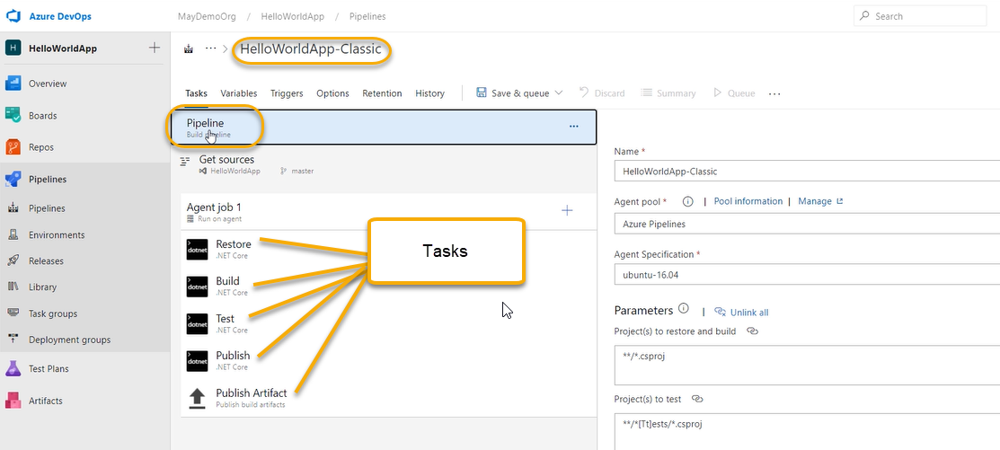 Azure DevOps
MayDemoOrg / HelloWorldApp / Pipelines
Search
H HelloWorldApp
Overview
Boards
Repos
Pipelines
Pipelines
Environments
Releases
Library
Task groups
Deployment groups
Test Plans
Artifacts
... > HelloWorldApp-Classic
Tasks Variables Triggers Options Retention History Save & queue Discard Summary Queue ...
Pipeline
Build pipeline
Get sources
HelloWorldApp master
Agent job 1
Run on agent
dotnet Restore
.NET Core
dotnet Build
.NET Core
dotnet Test
.NET Core
dotnet Publish
.NET Core
Publish Artifact
Publish build artifacts
Tasks
Name *
HelloWorldApp-Classic
Agent pool * | Pool information | Manage
Azure Pipelines
Agent Specification *
ubuntu-16.04
Parameters | Unlink all
Project(s) to restore and build
**/*.csproj
Project(s) to test
**/*[Tt]ests/*.csproj